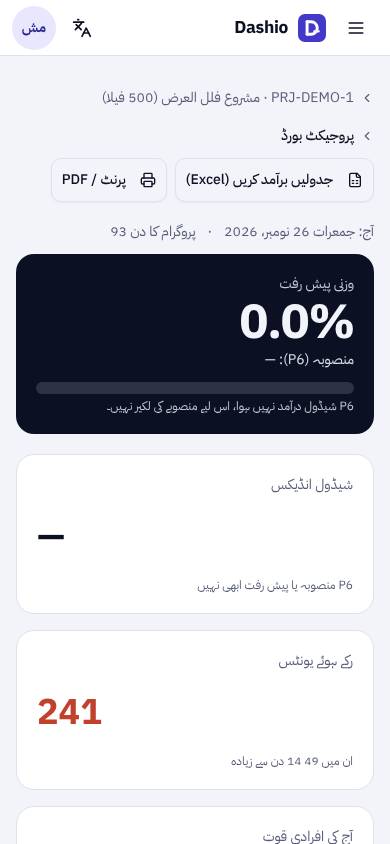 Dashio
مش
PRJ-DEMO-1 · مشروع فلل العرض (500 فيلا)
پروجیکٹ بورڈ
جدولیں برآمد کریں (Excel)
پرنٹ / PDF
آج: جمعرات 26 نومبر، 2026 · پروگرام کا دن 93
وزنی پیش رفت
0.0%
منصوبہ (P6): —
P6 شیڈول درآمد نہیں ہوا، اس لیے منصوبے کی لکیر نہیں۔
شیڈول انڈیکس
—
P6 منصوبہ یا پیش رفت ابھی نہیں
رکے ہوئے یونٹس
241
ان میں 49 14 دن سے زیادہ
آج کی افرادی قوت